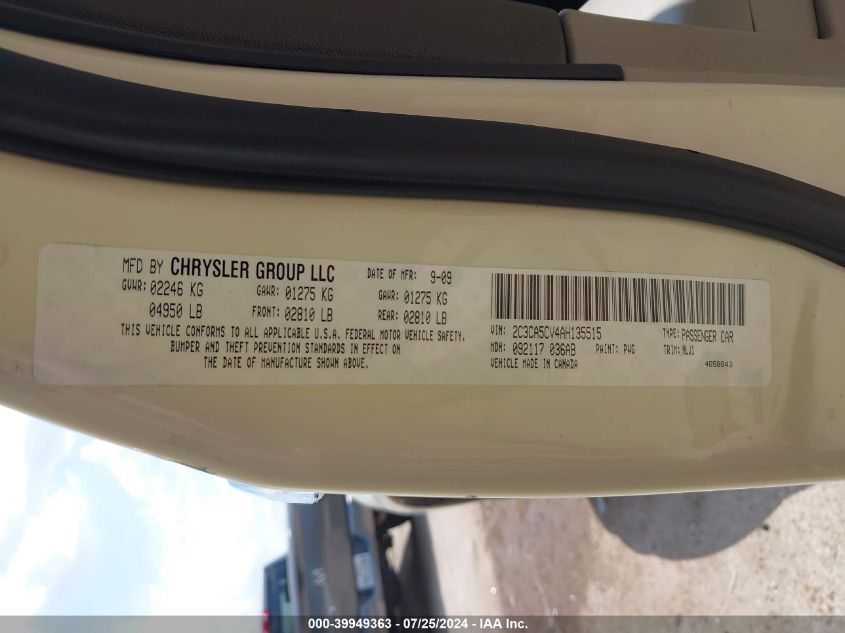 MFD BY CHRYSLER GROUP LLC DATE OF MFR: 9-09
GVWR: 02246 KG GAWR: 01275 KG GAWR: 01275 KG
04950 LB FRONT: 02810 LB REAR: 02810 LB
THIS VEHICLE CONFORMS TO ALL APPLICABLE U.S.A. FEDERAL MOTOR VEHICLE SAFETY,
BUMPER AND THEFT PREVENTION STANDARDS IN EFFECT ON
THE DATE OF MANUFACTURE SHOWN ABOVE.
VIN: 2C3CA5CV4AH135515 TYPE: PASSENGER CAR
MDH: 092117 036AB PAINT: PWG TRIM: MLJ1
VEHICLE MADE IN CANADA 4658043
000-39949363 - 07/25/2024 - IAA Inc.